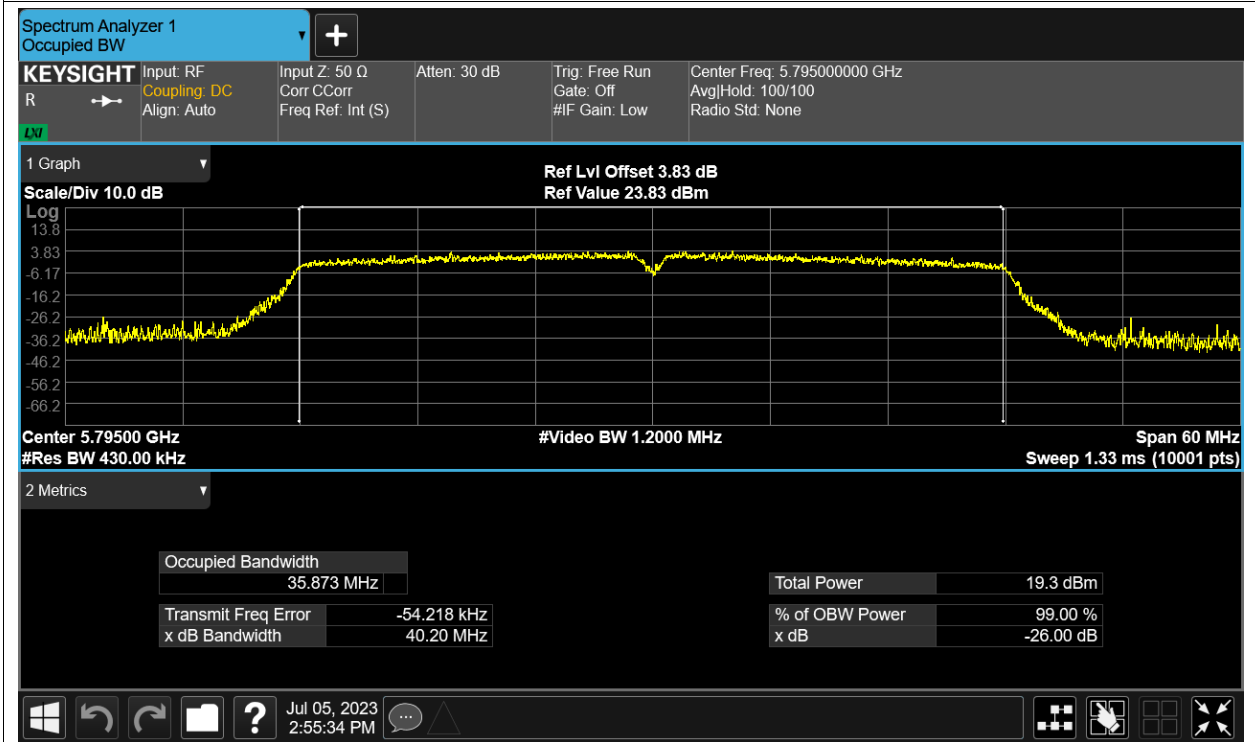 Spectrum Analyzer 1
Occupied BW
KEYSIGHT
R
LXI
Input: RF
Coupling: DC
Align: Auto
Input Z: 50 Ω
Corr CCorr
Freq Ref: Int (S)
Atten: 30 dB
Trig: Free Run
Gate: Off
#IF Gain: Low
Center Freq: 5.795000000 GHz
Avg|Hold: 100/100
Radio Std: None
1 Graph
Scale/Div 10.0 dB
Ref Lvl Offset 3.83 dB
Ref Value 23.83 dBm
Log
13.8
3.83
-6.17
-16.2
-26.2
-36.2
-46.2
-56.2
-66.2
Center 5.79500 GHz
#Res BW 430.00 kHz
#Video BW 1.2000 MHz
Span 60 MHz
Sweep 1.33 ms (10001 pts)
2 Metrics
Occupied Bandwidth
35.873 MHz
Transmit Freq Error -54.218 kHz
x dB Bandwidth 40.20 MHz
Total Power 19.3 dBm
% of OBW Power 99.00 %
x dB -26.00 dB
?
Jul 05, 2023
2:55:34 PM